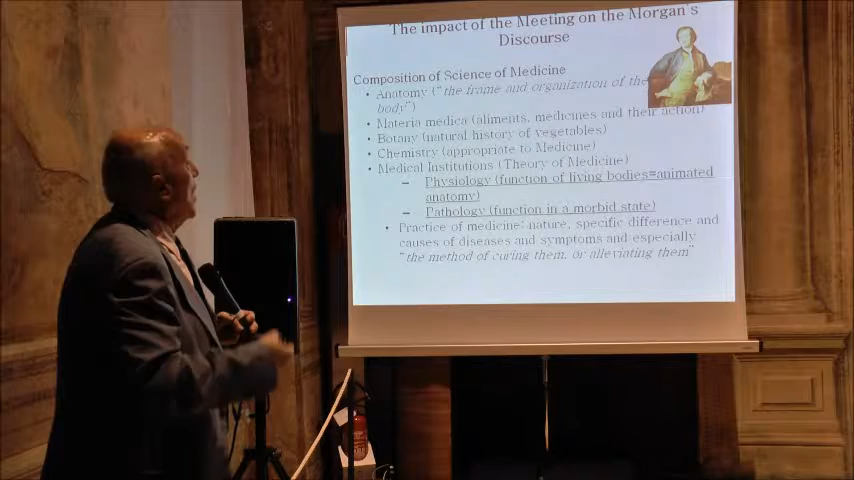 The impact of the Meeting on the Morgan's
Discourse
Composition of Science of Medicine
• Anatomy ("the frame and organization of the
body")
• Materia medica (aliments, medicines and their action)
• Botany (natural history of vegetables)
• Chemistry (appropriate to Medicine)
• Medical Institutions (Theory of Medicine)
– Physiology (function of living bodies=animated
anatomy)
– Pathology (function in a morbid state)
• Practice of medicine: nature, specific difference and
causes of diseases and symptoms and especially
"the method of curing them, or alleviating them"